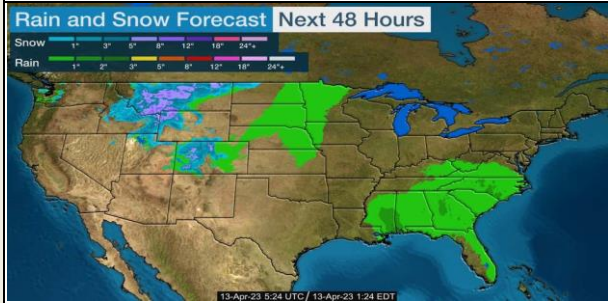 Rain and Snow Forecast Next 48 Hours
Snow
1" 3" 5" 8" 12" 18" 24"+
Rain
1" 2" 3" 5" 8" 12" 18" 24"+
13-Apr-23 5:24 UTC / 13-Apr-23 1:24 EDT